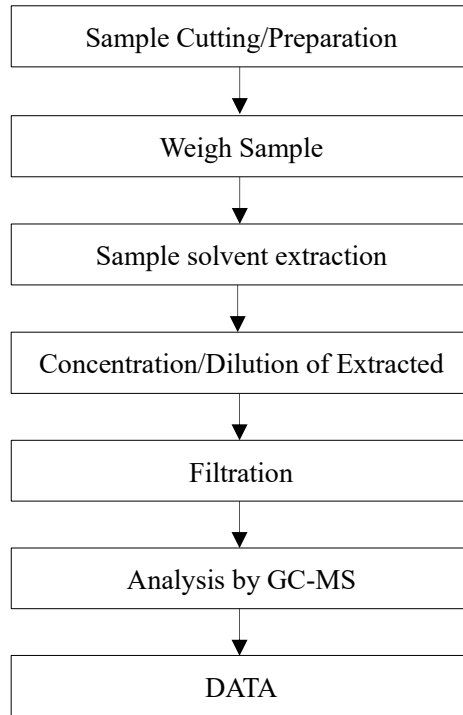 Sample Cutting/Preparation
Weigh Sample
Sample solvent extraction
Concentration/Dilution of Extracted
Filtration
Analysis by GC-MS
DATA